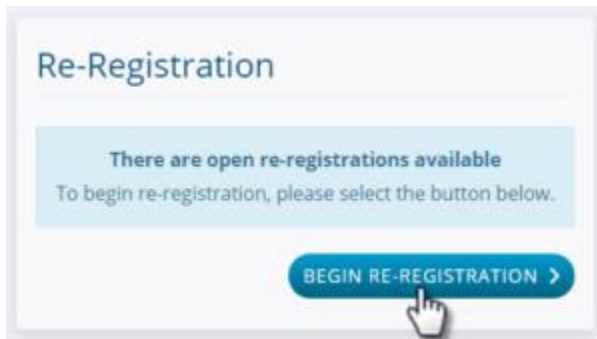 Re-Registration
There are open re-registrations available
To begin re-registration, please select the button below.
BEGIN RE-REGISTRATION >